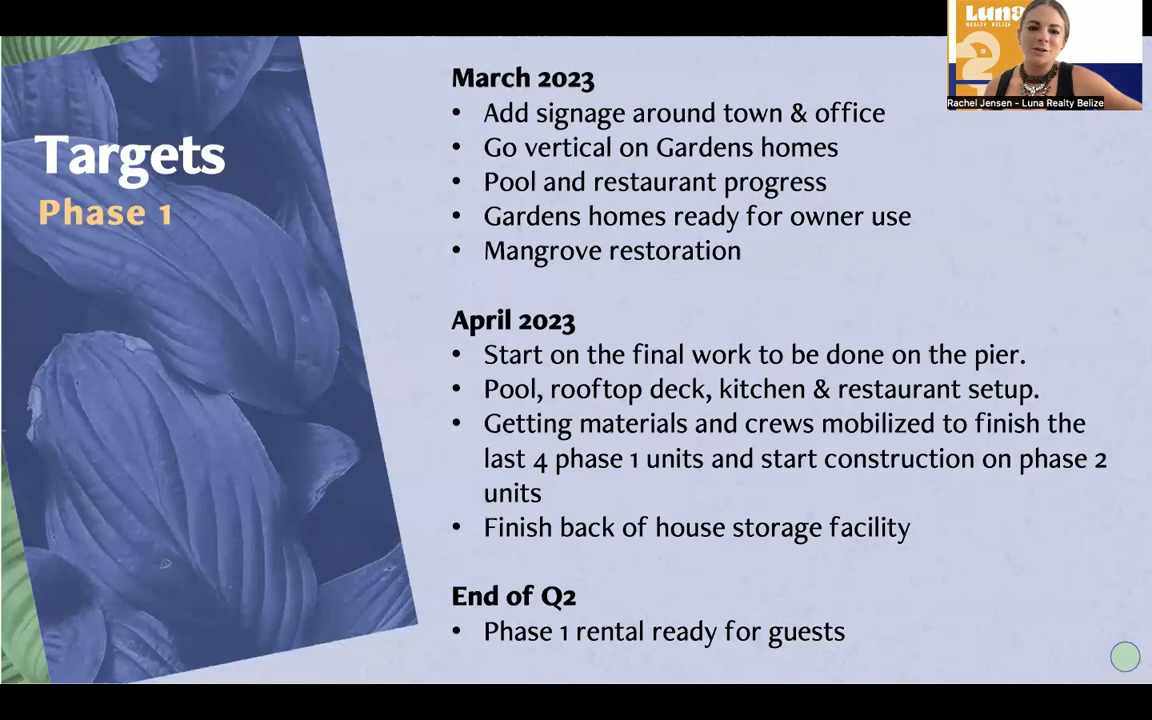 Luna
REALTY BELIZE
Rachel Jensen - Luna Realty Belize
Targets
Phase 1
March 2023
• Add signage around town & office
• Go vertical on Gardens homes
• Pool and restaurant progress
• Gardens homes ready for owner use
• Mangrove restoration
April 2023
• Start on the final work to be done on the pier.
• Pool, rooftop deck, kitchen & restaurant setup.
• Getting materials and crews mobilized to finish the
last 4 phase 1 units and start construction on phase 2
units
• Finish back of house storage facility
End of Q2
• Phase 1 rental ready for guests